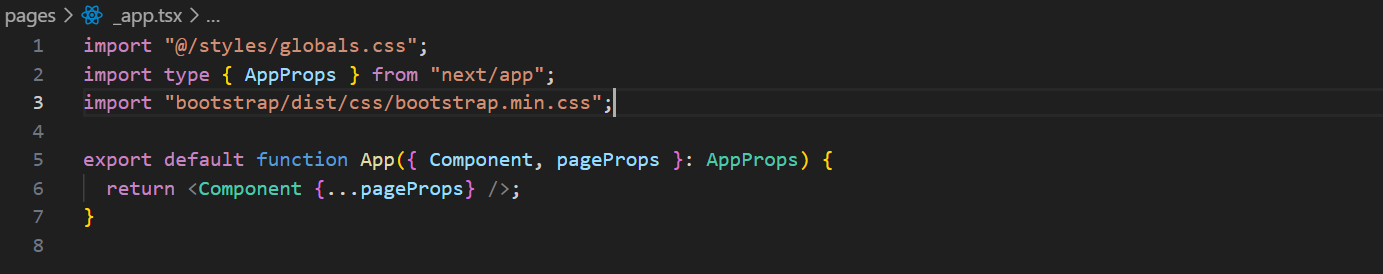 pages > _app.tsx > ...
1 import "@/styles/globals.css";
2 import type { AppProps } from "next/app";
3 import "bootstrap/dist/css/bootstrap.min.css";
4
5 export default function App({ Component, pageProps }: AppProps) {
6   return <Component {...pageProps} />;
7 }
8